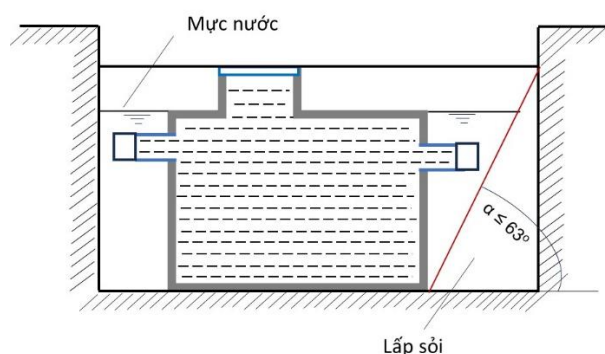 Mực nước
α ≤ 63°
Lấp sỏi